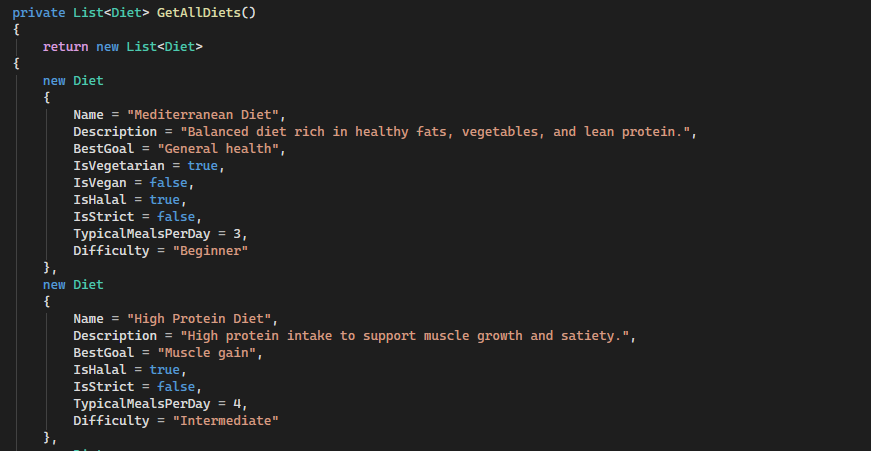 private List<Diet> GetAllDiets()
{
    return new List<Diet>
{
    new Diet
    {
        Name = "Mediterranean Diet",
        Description = "Balanced diet rich in healthy fats, vegetables, and lean protein.",
        BestGoal = "General health",
        IsVegetarian = true,
        IsVegan = false,
        IsHalal = true,
        IsStrict = false,
        TypicalMealsPerDay = 3,
        Difficulty = "Beginner"
    },
    new Diet
    {
        Name = "High Protein Diet",
        Description = "High protein intake to support muscle growth and satiety.",
        BestGoal = "Muscle gain",
        IsHalal = true,
        IsStrict = false,
        TypicalMealsPerDay = 4,
        Difficulty = "Intermediate"
    },